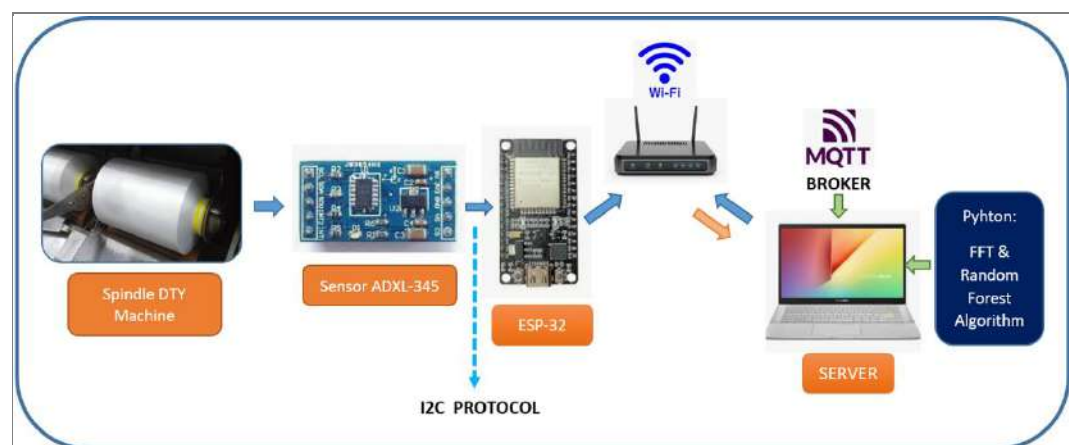 Wi-Fi
MQTT
BROKER
Pyhton:
FFT &
Random
Forest
Algorithm
Spindle DTY
Machine
Sensor ADXL-345
ESP-32
SERVER
I2C PROTOCOL